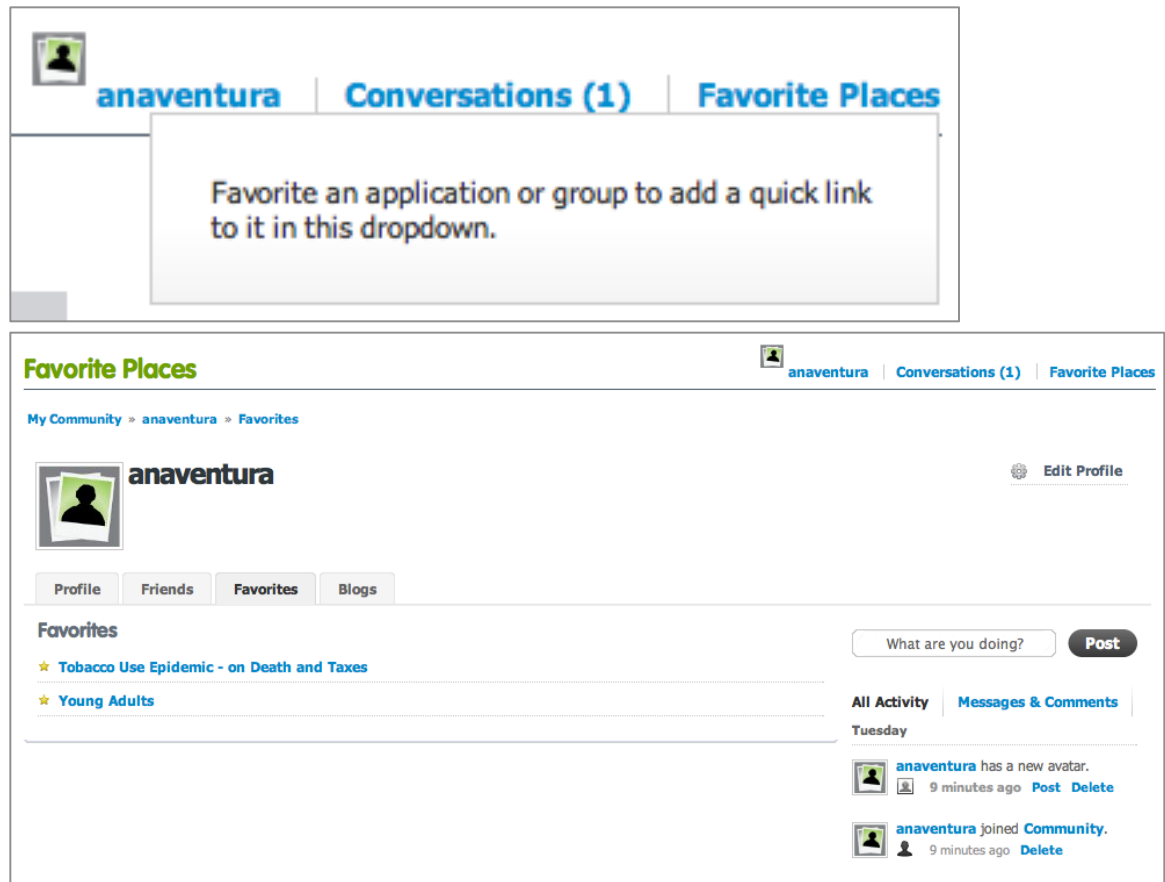 anaventura Conversations (1) Favorite Places
Favorite an application or group to add a quick link
to it in this dropdown.
Favorite Places
anaventura Conversations (1) Favorite Places
My Community » anaventura » Favorites
anaventura
Edit Profile
Profile Friends Favorites Blogs
Favorites
Tobacco Use Epidemic - on Death and Taxes
Young Adults
What are you doing? Post
All Activity Messages & Comments
Tuesday
anaventura has a new avatar.
9 minutes ago Post Delete
anaventura joined Community.
9 minutes ago Delete